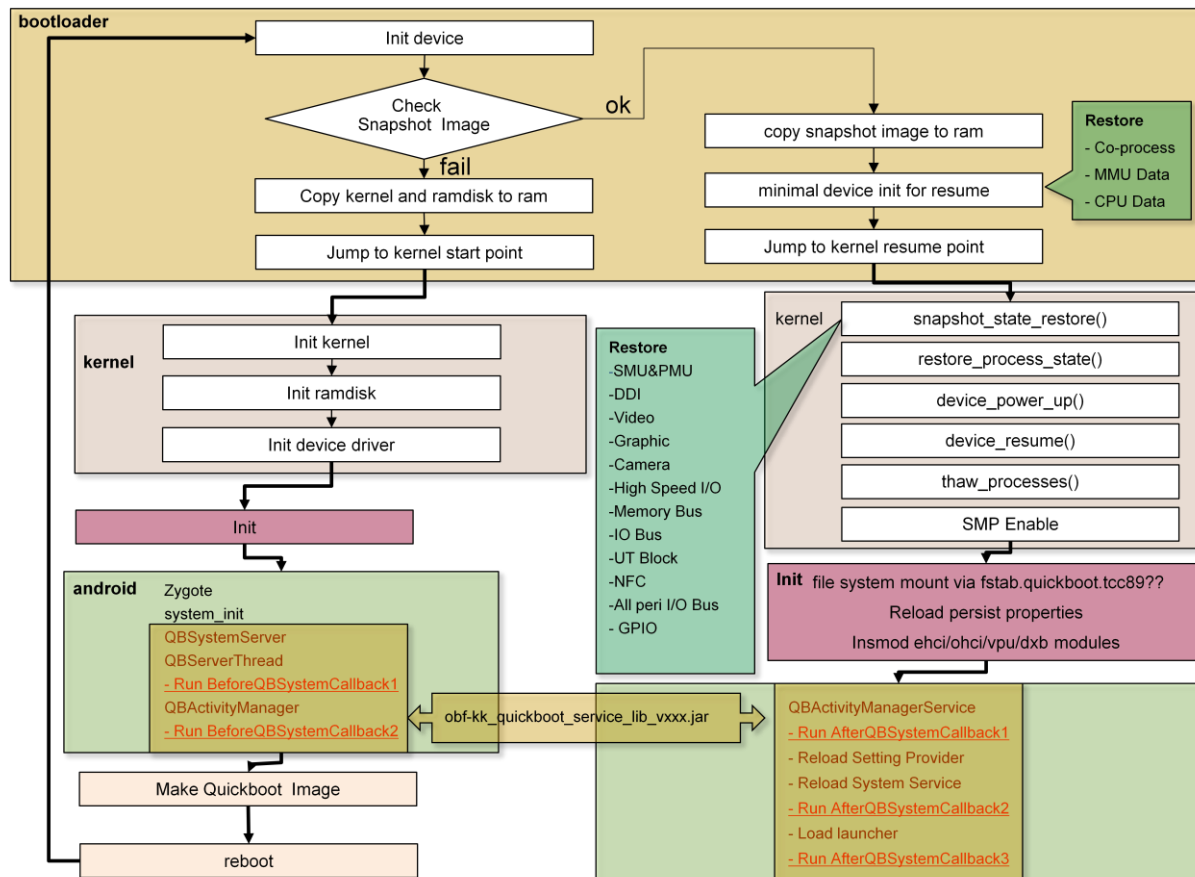 bootloader
Init device
Check
Snapshot Image
ok
fail
Copy kernel and ramdisk to ram
Jump to kernel start point
copy snapshot image to ram
minimal device init for resume
Jump to kernel resume point
Restore
- Co-process
- MMU Data
- CPU Data
kernel
Init kernel
Init ramdisk
Init device driver
Init
android
Zygote
system_init
QBSystemServer
QBServerThread
- Run BeforeQBSystemCallback1
QBActivityManager
- Run BeforeQBSystemCallback2
Make Quickboot Image
reboot
Restore
-SMU&PMU
-DDI
-Video
-Graphic
-Camera
-High Speed I/O
-Memory Bus
-IO Bus
-UT Block
-NFC
-All peri I/O Bus
- GPIO
obf-kk_quickboot_service_lib_vxxx.jar
kernel
snapshot_state_restore()
restore_process_state()
device_power_up()
device_resume()
thaw_processes()
SMP Enable
Init file system mount via fstab.quickboot.tcc89??
Reload persist properties
Insmod ehci/ohci/vpu/dxb modules
QBActivityManagerService
- Run AfterQBSystemCallback1
- Reload Setting Provider
- Reload System Service
- Run AfterQBSystemCallback2
- Load launcher
- Run AfterQBSystemCallback3